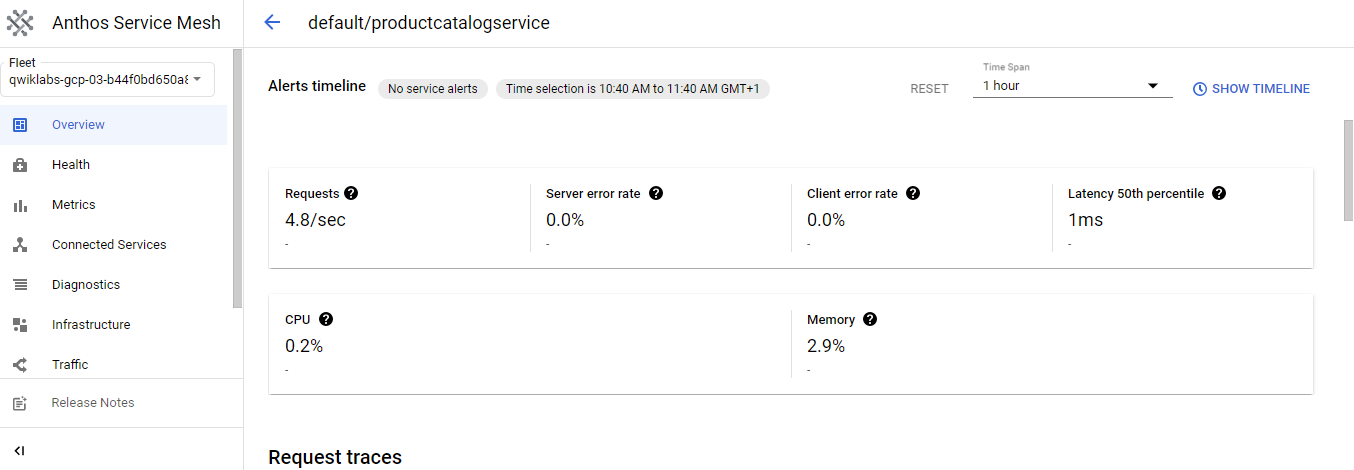 Anthos Service Mesh
default/productcatalogservice
Fleet
qwiklabs-gcp-03-b44f0bd650a8
Overview
Health
Metrics
Connected Services
Diagnostics
Infrastructure
Traffic
Release Notes
Alerts timeline No service alerts Time selection is 10:40 AM to 11:40 AM GMT+1
RESET
Time Span
1 hour
SHOW TIMELINE
Requests
4.8/sec
-
Server error rate
0.0%
-
Client error rate
0.0%
-
Latency 50th percentile
1ms
-
CPU
0.2%
-
Memory
2.9%
-
Request traces